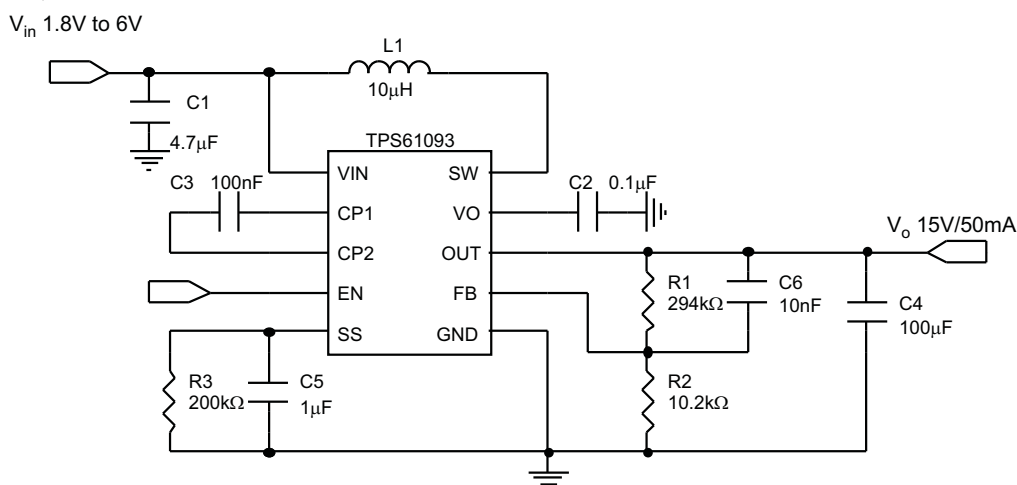 Vin 1.8V to 6V
L1
10μH
C1
4.7μF
TPS61093
C3 100nF
VIN
SW
C2 0.1μF
CP1
VO
Vo 15V/50mA
CP2
OUT
EN
FB
R1
294kΩ
C6
10nF
C4
100μF
SS
GND
R3
200kΩ
C5
1μF
R2
10.2kΩ